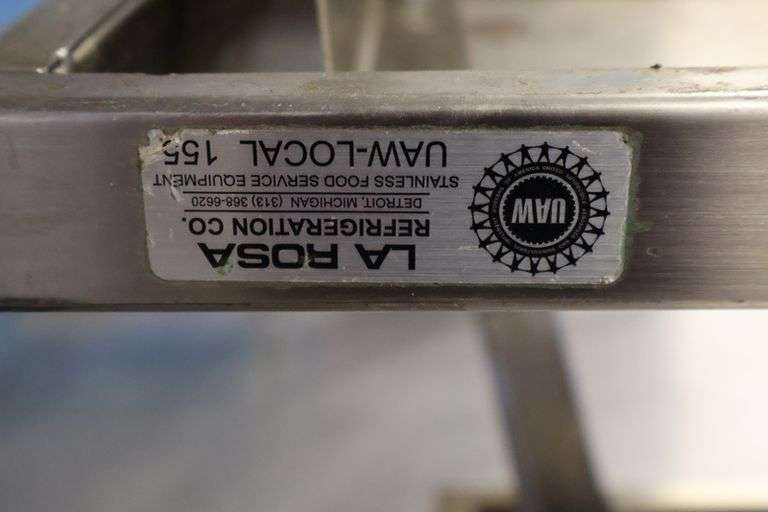 LA ROSA
REFRIGERATION CO.
DETROIT, MICHIGAN (313) 368-6620
STAINLESS FOOD SERVICE EQUIPMENT
UAW-LOCAL 155
UAW